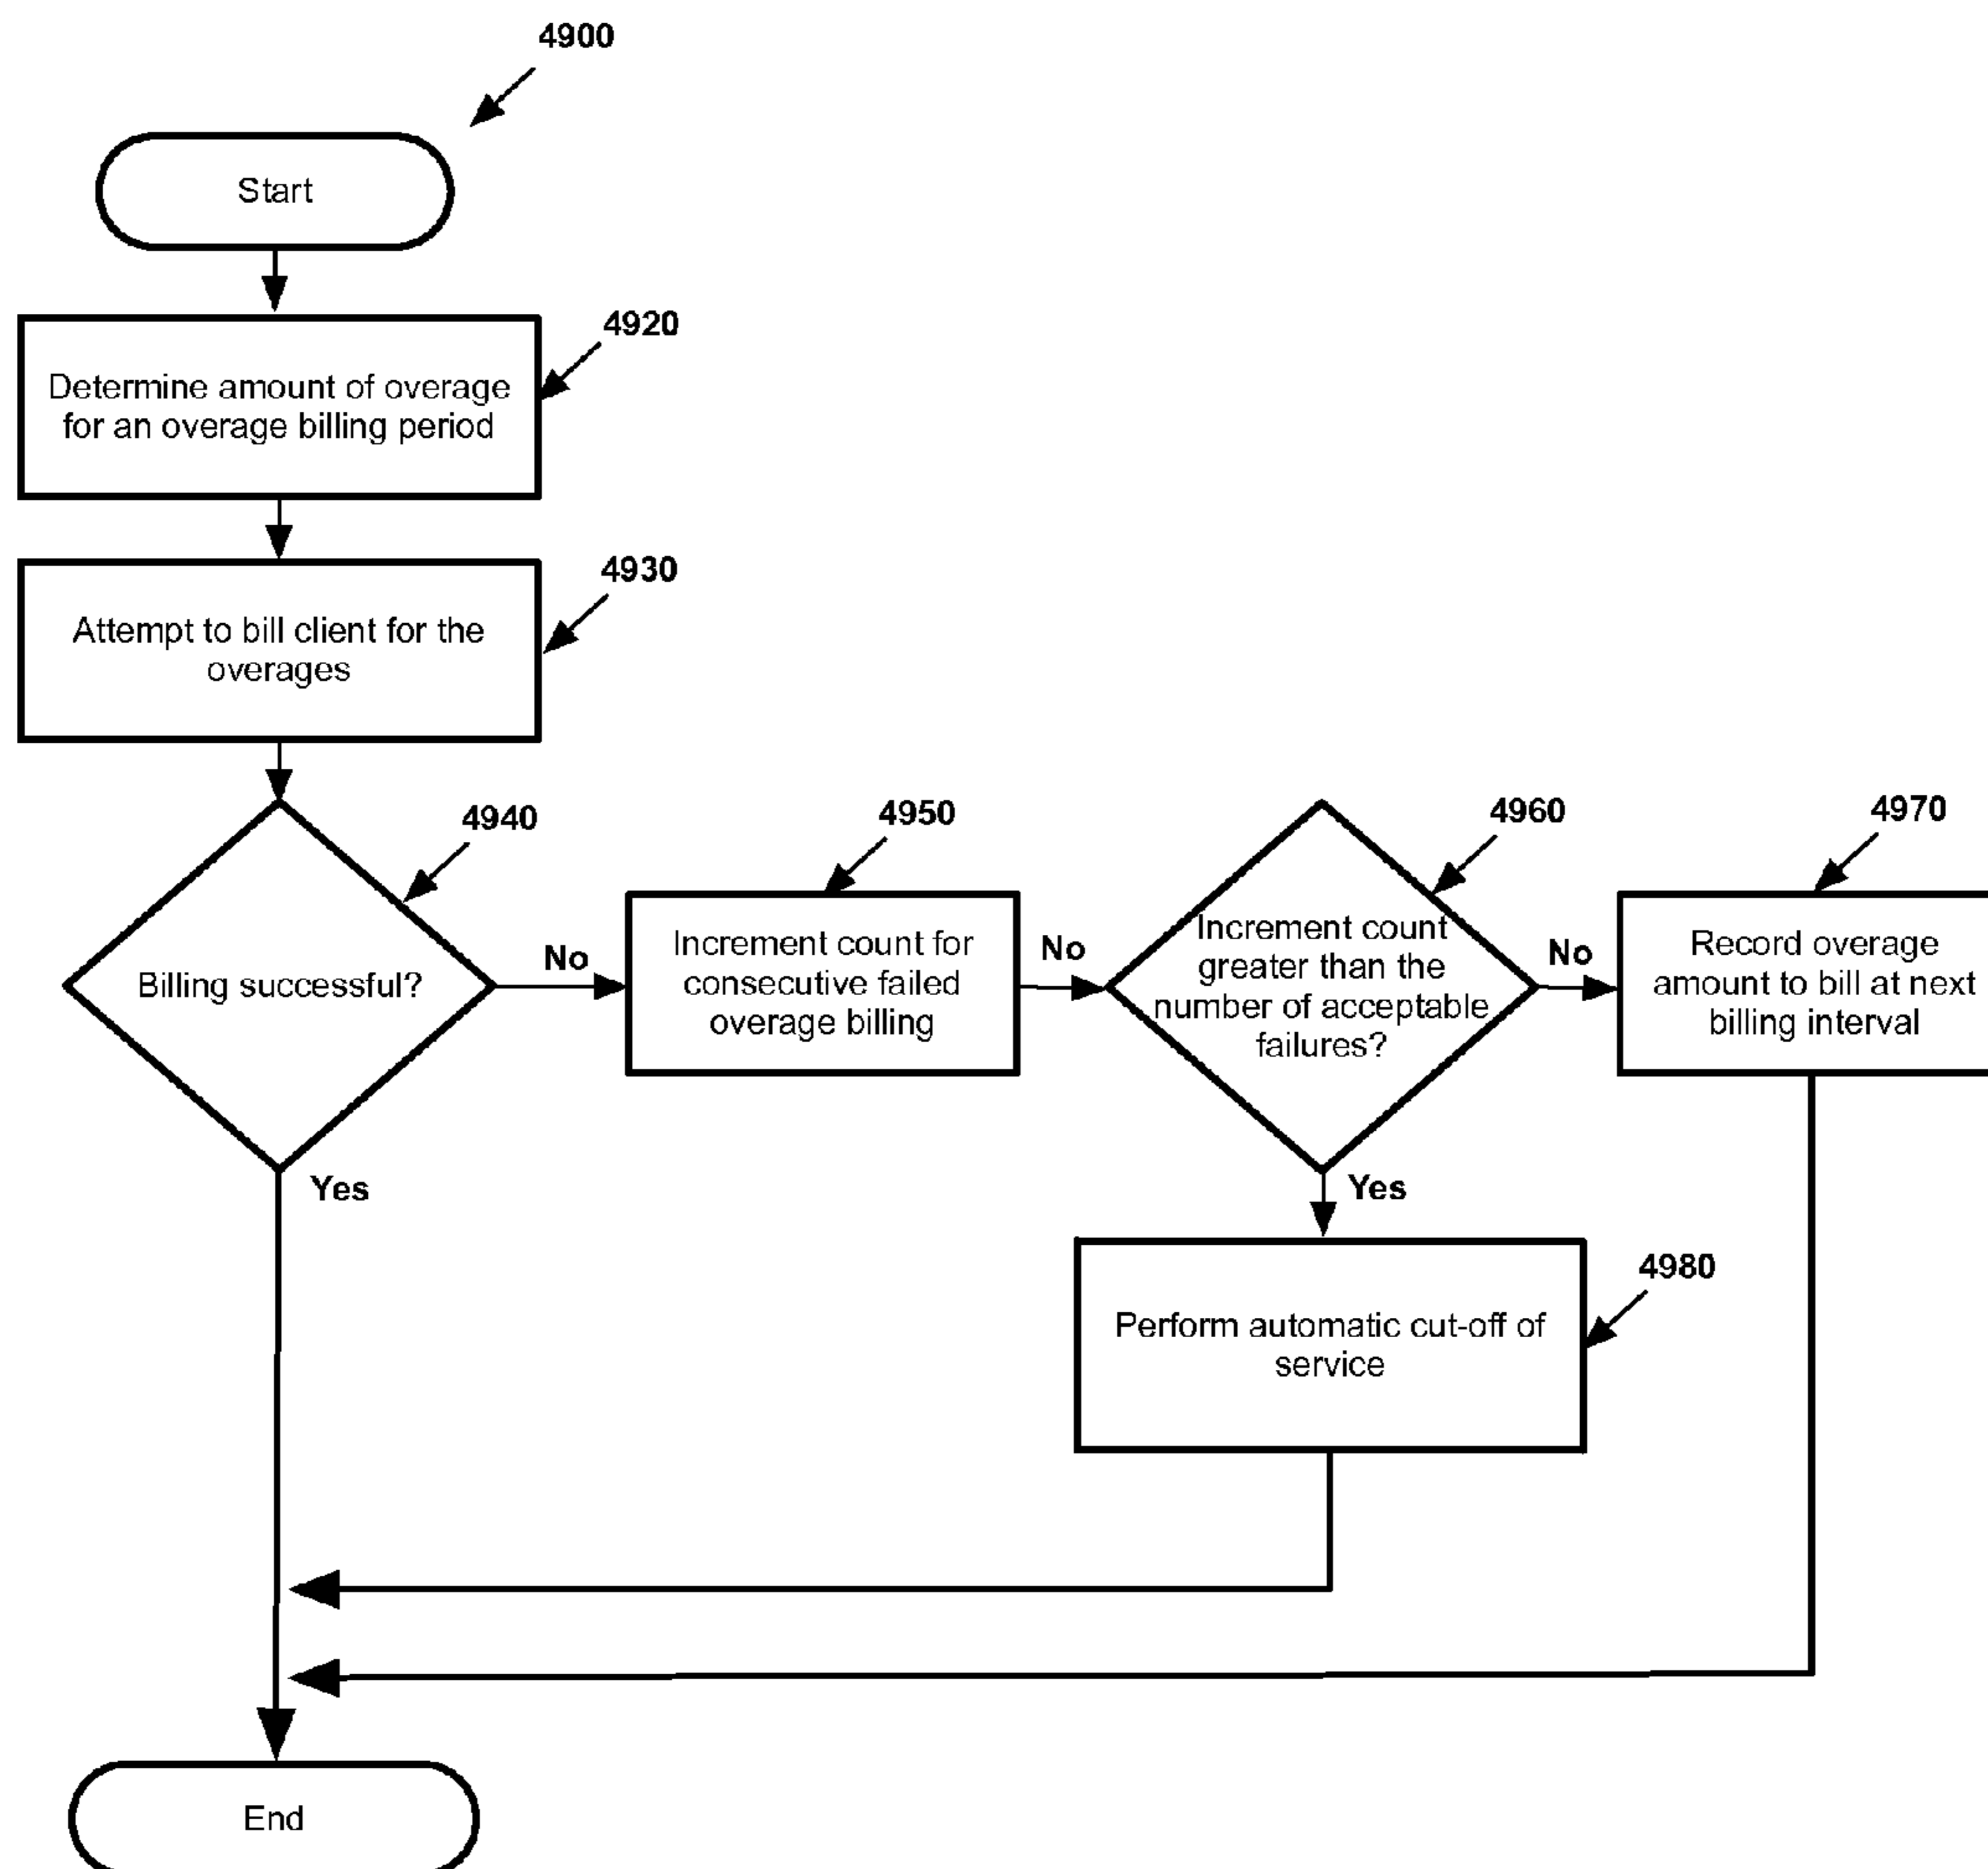 4900
Start
4920
Determine amount of overage
for an overage billing period
4930
Attempt to bill client for the
overages
4940
Billing successful?
No
Yes
4950
Increment count for
consecutive failed
overage billing
No
4960
Increment count
greater than the
number of acceptable
failures?
No
Yes
4970
Record overage
amount to bill at next
billing interval
4980
Perform automatic cut-off of
service
End